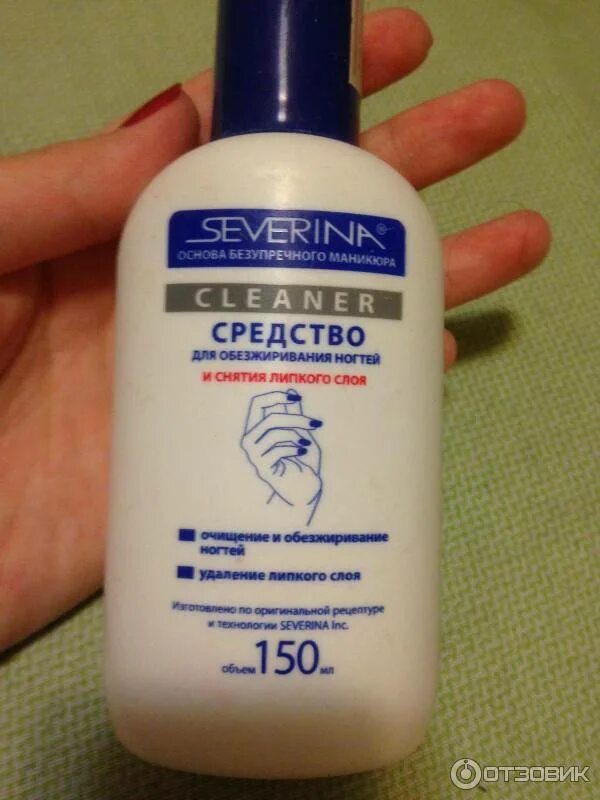 SEVERINA®
ОСНОВА БЕЗУПРЕЧНОГО МАНИКЮРА
CLEANER
СРЕДСТВО
ДЛЯ ОБЕЗЖИРИВАНИЯ НОГТЕЙ
И СНЯТИЯ ЛИПКОГО СЛОЯ
очищение и обезжиривание
ногтей
удаление липкого слоя
Изготовлено по оригинальной рецептуре
и технологии SEVERINA Inc.
объем 150 мл
ОТЗОВИК